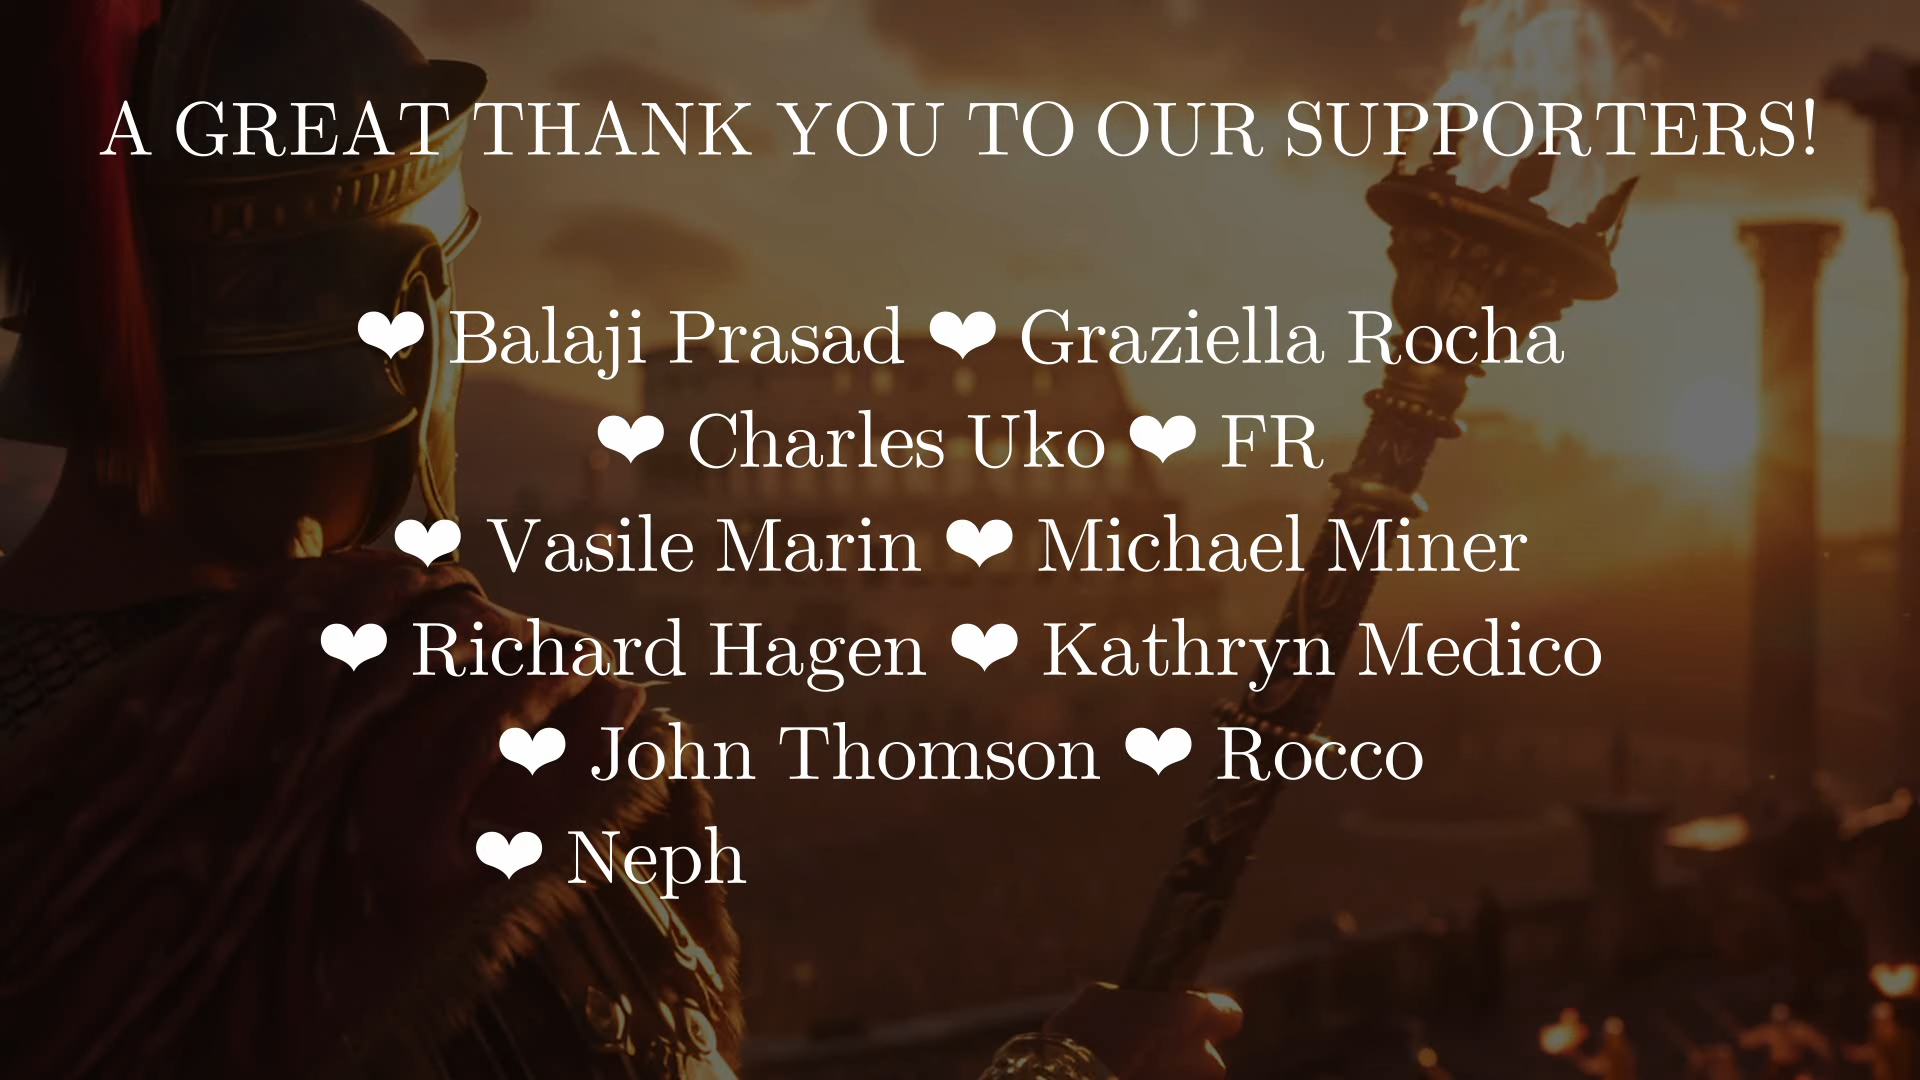 A GREAT THANK YOU TO OUR SUPPORTERS!
❤ Balaji Prasad ❤ Graziella Rocha
❤ Charles Uko ❤ FR
❤ Vasile Marin ❤ Michael Miner
❤ Richard Hagen ❤ Kathryn Medico
❤ John Thomson ❤ Rocco
❤ Neph